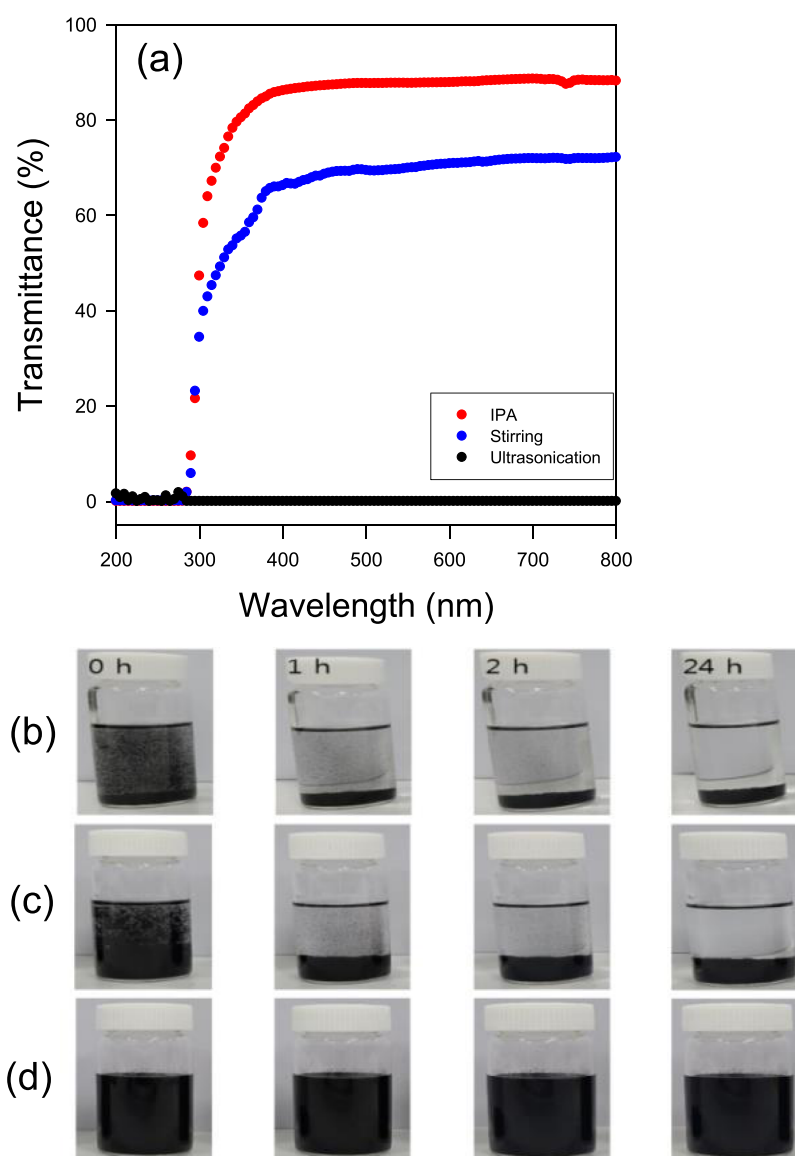 (a)
100
80
60
40
20
0
Transmittance (%)
IPA
Stirring
Ultrasonication
200 300 400 500 600 700 800
Wavelength (nm)
0 h 1 h 2 h 24 h
(b)
(c)
(d)